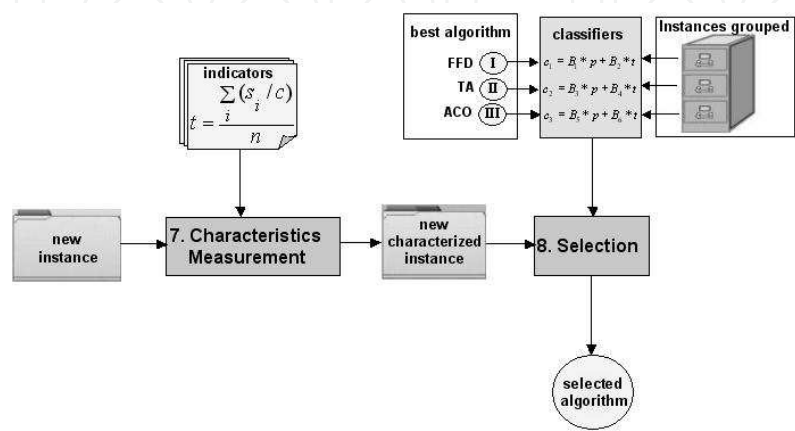 indicators
t = ∑ i (s i / c) / n
best algorithm
FFD I
TA II
ACO III
classifiers
c₁ = B₁ * p + B₂ * t
c₂ = B₃ * p + B₄ * t
c₃ = B₅ * p + B₆ * t
Instances grouped
new
instance
7. Characteristics
Measurement
new
characterized
instance
8. Selection
selected
algorithm